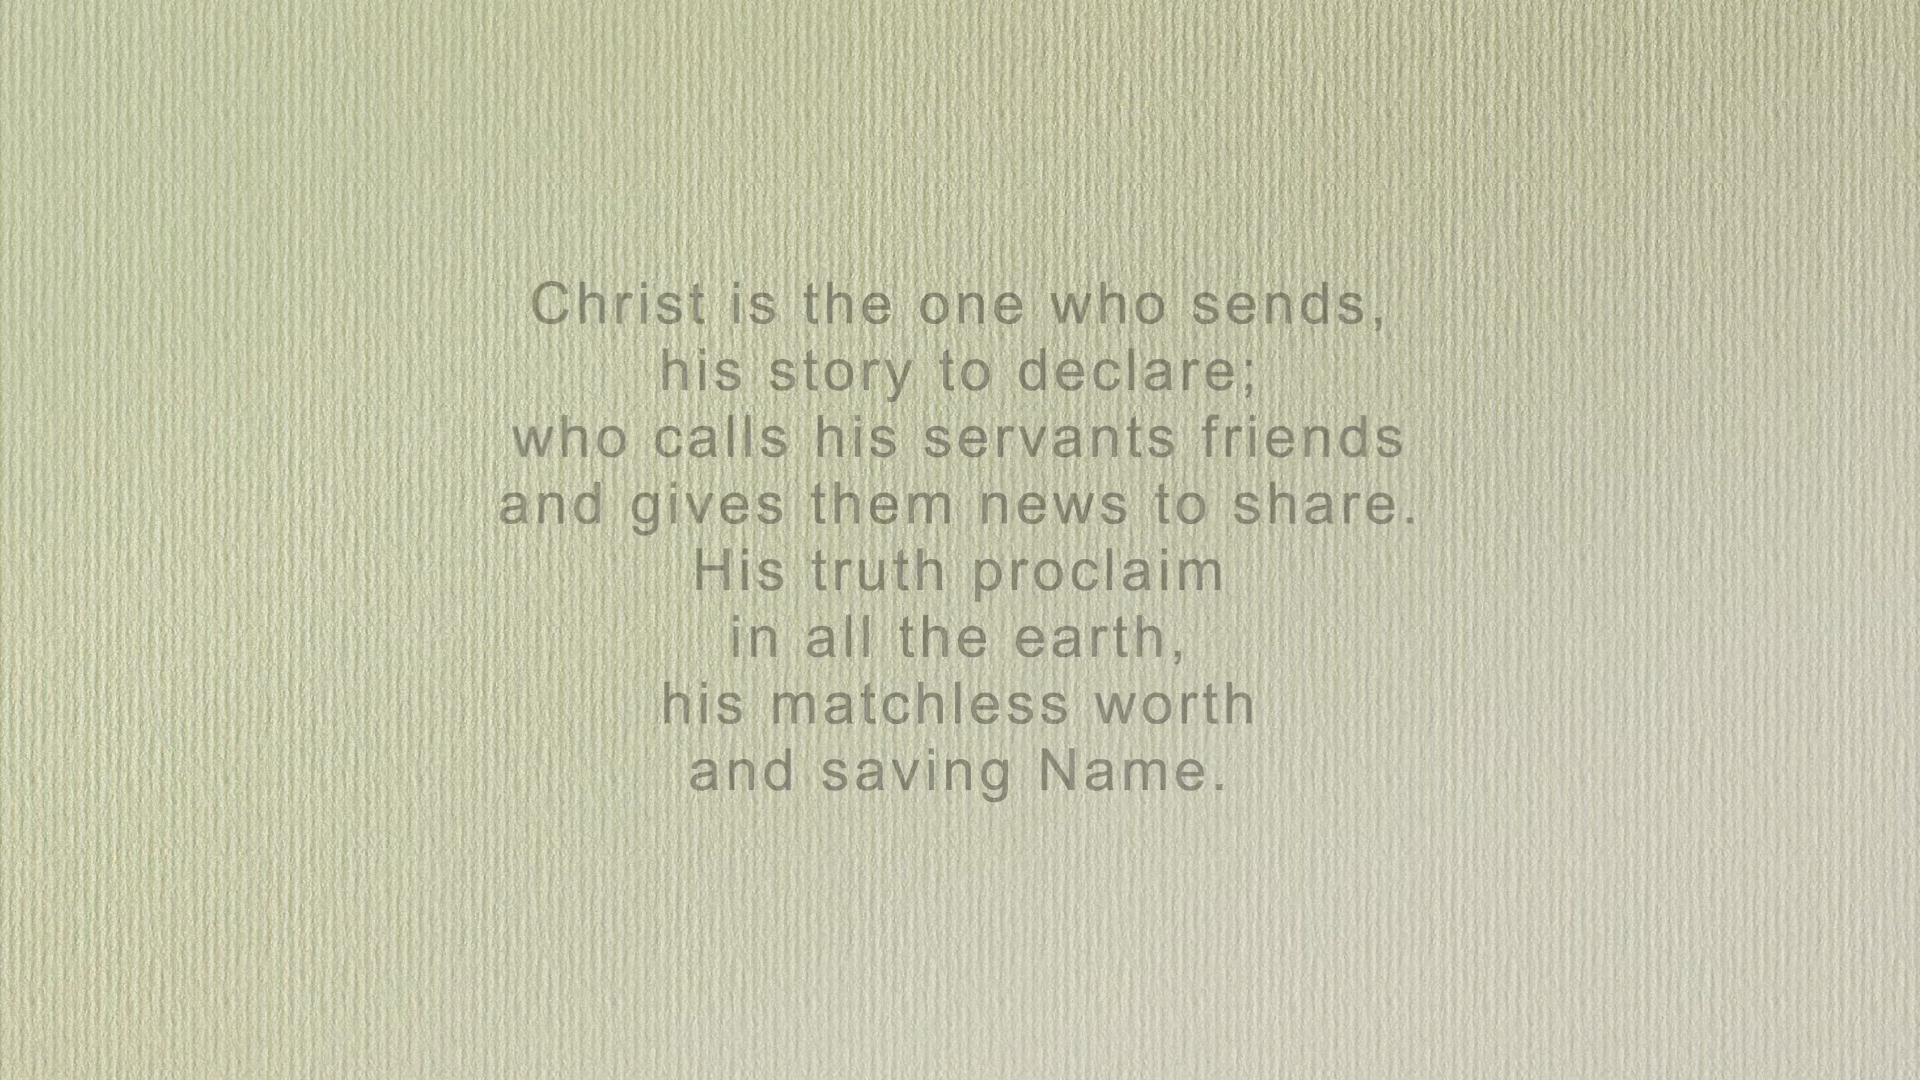 Christ is the one who sends,
his story to declare;
who calls his servants friends
and gives them news to share.
His truth proclaim
in all the earth,
his matchless worth
and saving Name.